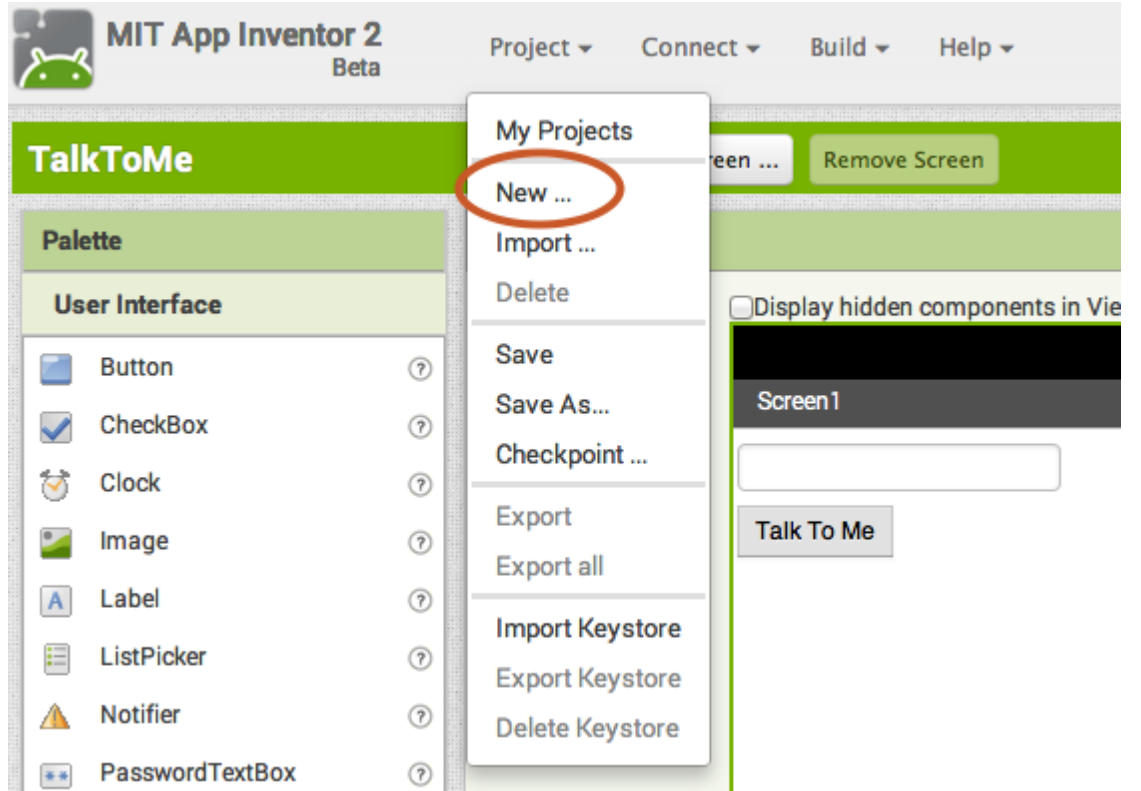 MIT App Inventor 2
Beta
Project Connect Build Help
TalkToMe
My Projects
New ...
Import ...
Delete
Save
Save As...
Checkpoint ...
Export
Export all
Import Keystore
Export Keystore
Delete Keystore
reen ...
Remove Screen
Palette
User Interface
Button ?
CheckBox ?
Clock ?
Image ?
Label ?
ListPicker ?
Notifier ?
PasswordTextBox ?
Display hidden components in Vie
Screen1
Talk To Me